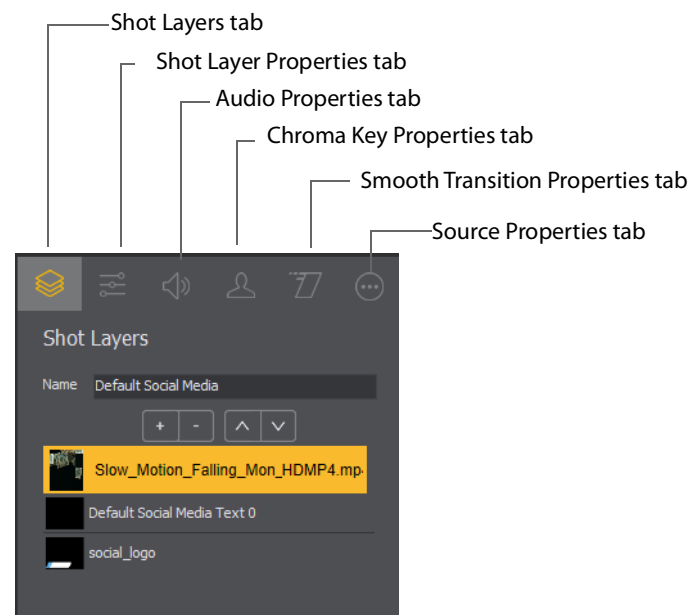 Shot Layers tab
Shot Layer Properties tab
Audio Properties tab
Chroma Key Properties tab
Smooth Transition Properties tab
Source Properties tab
Shot Layers
Name Default Social Media
+ -
Slow_Motion_Falling_Mon_HDMP4.mp
Default Social Media Text 0
social_logo